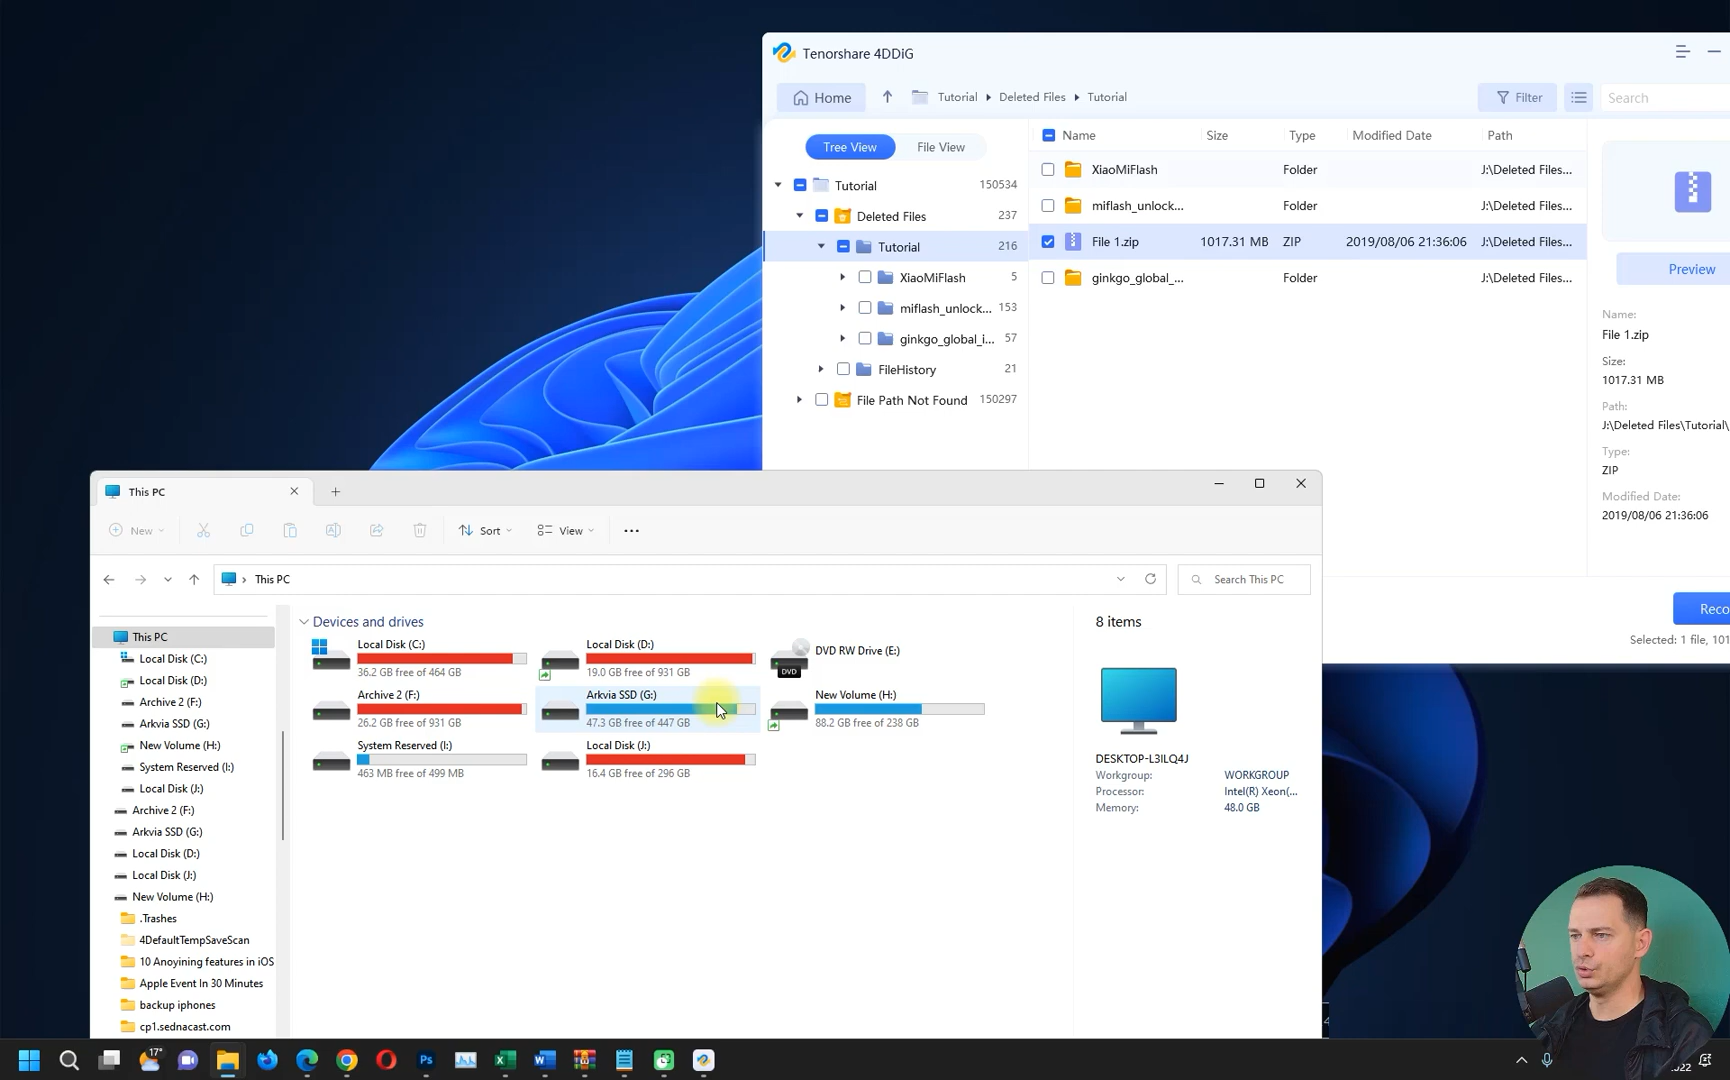 Tenorshare 4DDiG
Home
Tutorial
Deleted Files
Tutorial
Filter
Search
Tree View
File View
Name
Size
Type
Modified Date
Path
Tutorial 150534
Deleted Files 237
Tutorial 216
XiaoMiFlash 5
miflash_unlock... 153
ginkgo_global_i... 57
FileHistory 21
File Path Not Found 150297
XiaoMiFlash Folder J:\Deleted Files...
miflash_unlock... Folder J:\Deleted Files...
File 1.zip 1017.31 MB ZIP 2019/08/06 21:36:06 J:\Deleted Files...
ginkgo_global_... Folder J:\Deleted Files...
Preview
Name:
File 1.zip
Size:
1017.31 MB
Path:
J:\Deleted Files\Tutorial\
Type:
ZIP
Modified Date:
2019/08/06 21:36:06
Reco
Selected: 1 file, 101
This PC
New
Sort
View
This PC
Search This PC
This PC
Local Disk (C:)
Local Disk (D:)
Archive 2 (F:)
Arkvia SSD (G:)
New Volume (H:)
System Reserved (I:)
Local Disk (J:)
Archive 2 (F:)
Arkvia SSD (G:)
Local Disk (D:)
Local Disk (J:)
New Volume (H:)
.Trashes
4DefaultTempSaveScan
10 Anoyining features in iOS
Apple Event In 30 Minutes
backup iphones
cp1.sednacast.com
Devices and drives
Local Disk (C:)
36.2 GB free of 464 GB
Local Disk (D:)
19.0 GB free of 931 GB
DVD RW Drive (E:)
DVD
Archive 2 (F:)
26.2 GB free of 931 GB
Arkvia SSD (G:)
47.3 GB free of 447 GB
New Volume (H:)
88.2 GB free of 238 GB
System Reserved (I:)
463 MB free of 499 MB
Local Disk (J:)
16.4 GB free of 296 GB
8 items
DESKTOP-L3ILQ4J
Workgroup: WORKGROUP
Processor: Intel(R) Xeon(...
Memory: 48.0 GB
17°
Ps